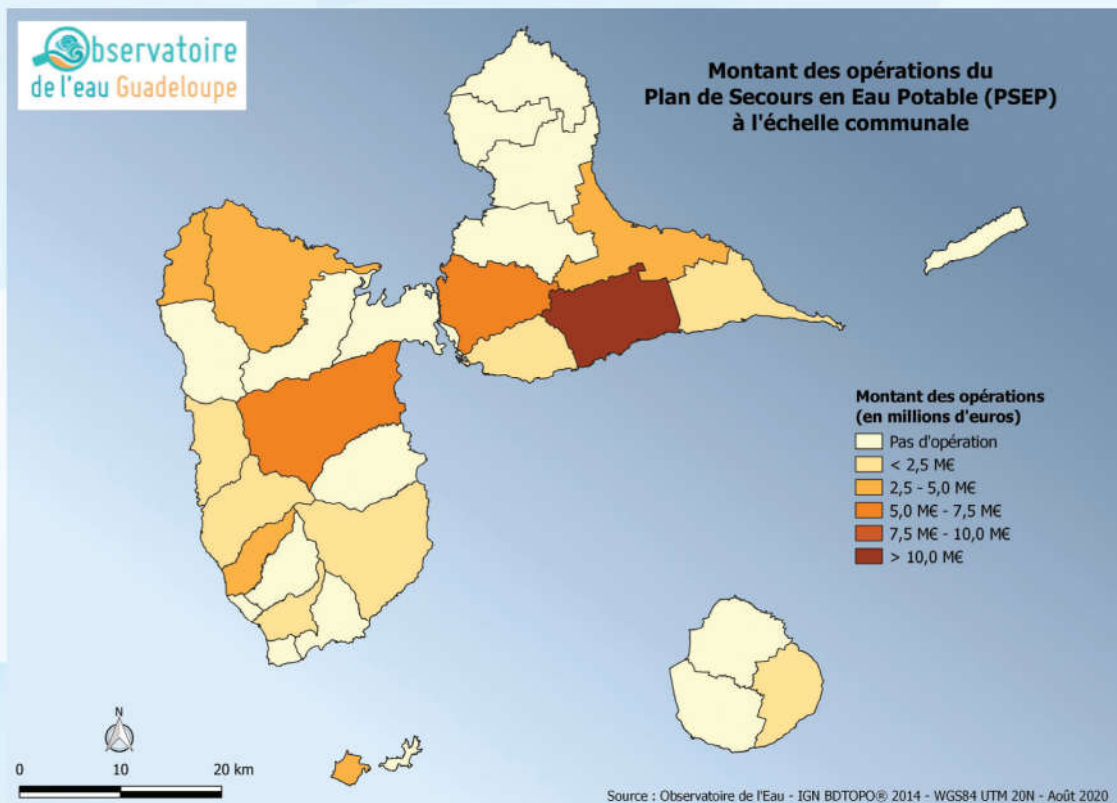 Observatoire
de l'eau Guadeloupe
Montant des opérations du
Plan de Secours en Eau Potable (PSEP)
à l'échelle communale
Montant des opérations
(en millions d'euros)
Pas d'opération
< 2,5 M€
2,5 - 5,0 M€
5,0 M€ - 7,5 M€
7,5 M€ - 10,0 M€
> 10,0 M€
N
0 10 20 km
Source : Observatoire de l'Eau - IGN BDTOPO® 2014 - WGS84 UTM 20N - Août 2020